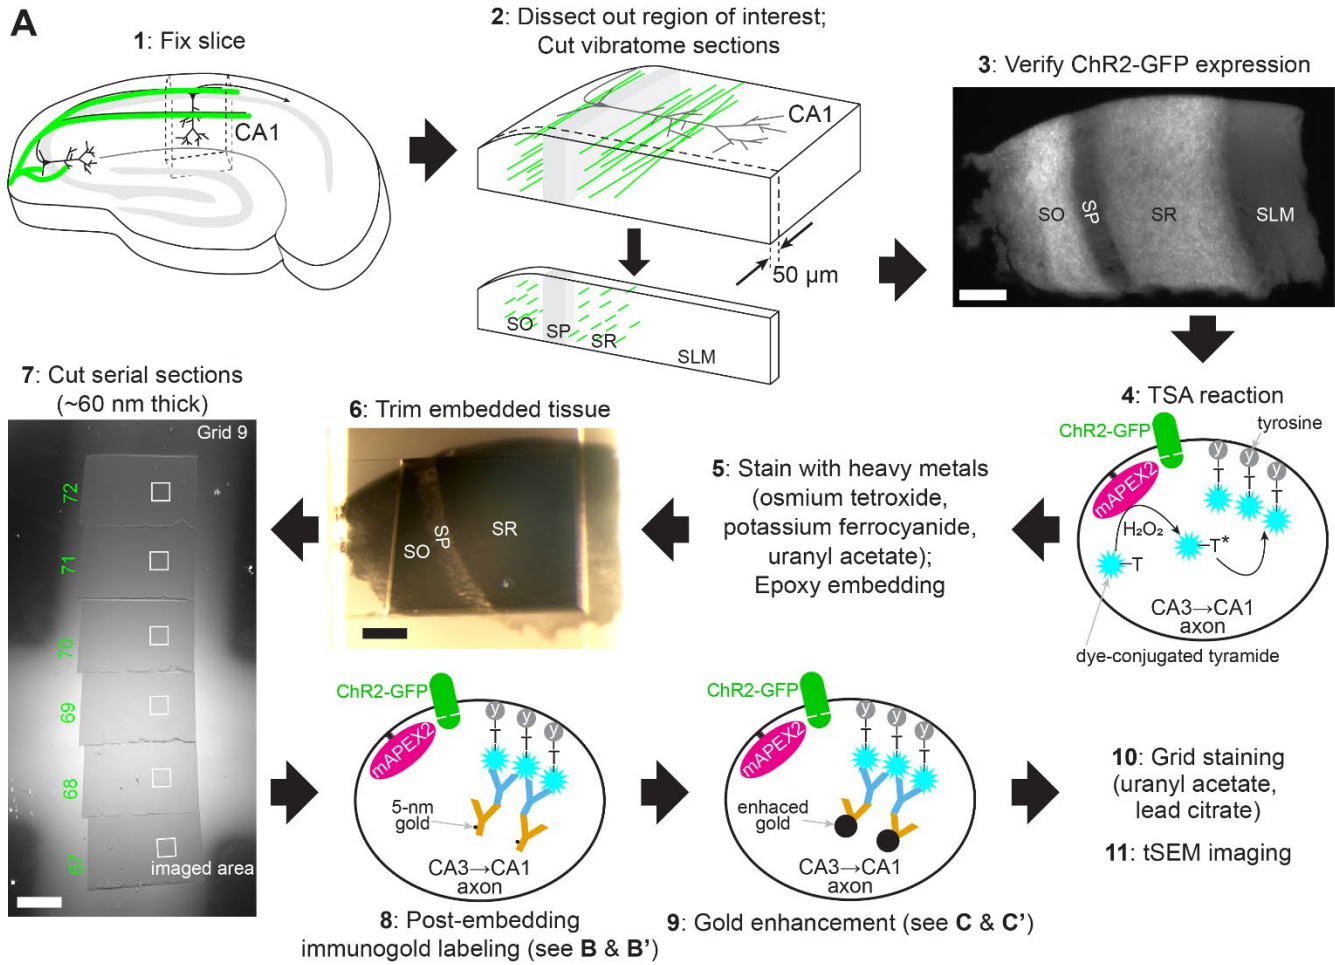 A
1: Fix slice
CA1
2: Dissect out region of interest;
Cut vibratome sections
CA1
50 µm
SO
SP
SR
SLM
3: Verify ChR2-GFP expression
SO
SP
SR
SLM
4: TSA reaction
ChR2-GFP
tyrosine
mAPEX2
y
y
y
T
T
T
H₂O₂
T
T*
CA3→CA1
axon
dye-conjugated tyramide
5: Stain with heavy metals
(osmium tetroxide,
potassium ferrocyanide,
uranyl acetate);
Epoxy embedding
6: Trim embedded tissue
SO
SP
SR
7: Cut serial sections
(~60 nm thick)
Grid 9
72
71
70
69
68
67
imaged area
ChR2-GFP
mAPEX2
y
y
y
T
T
T
5-nm
gold
CA3→CA1
axon
8: Post-embedding
immunogold labeling (see B & B’)
ChR2-GFP
mAPEX2
y
y
y
T
T
T
enhaced
gold
CA3→CA1
axon
9: Gold enhancement (see C & C’)
10: Grid staining
(uranyl acetate,
lead citrate)
11: tSEM imaging